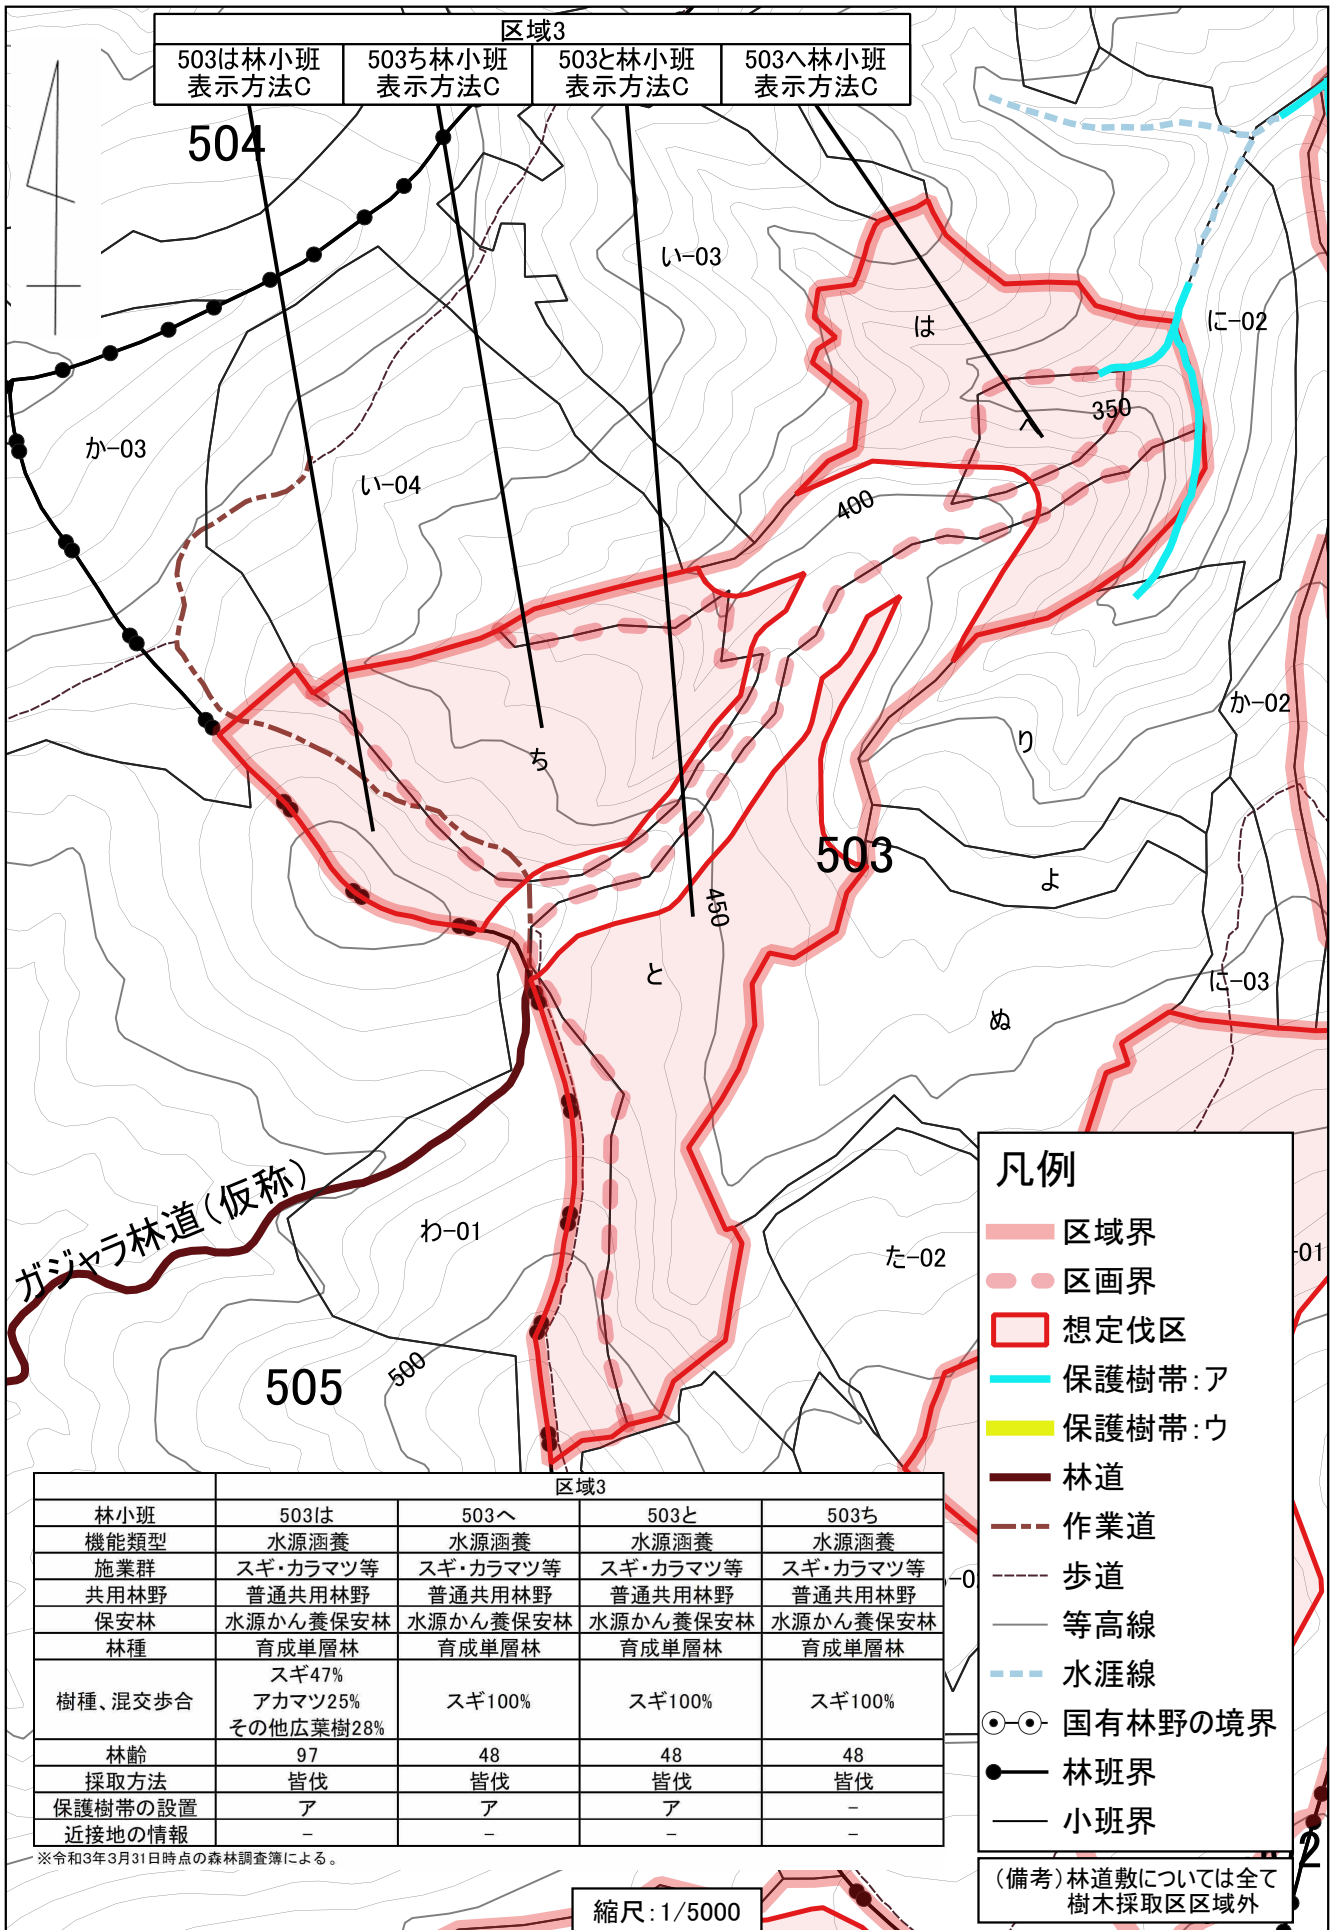 区域3
503は林小班 503ち林小班 503と林小班 503へ林小班
表示方法C 表示方法C 表示方法C 表示方法C
504
い-03
は
に-02
350
へ
か-03
い-04
400
か-02
り
ち
503
よ
450
と
に-03
ぬ
ガジャラ林道(仮称)
わ-01
た-02
-01
505
500
凡例
区域界
区画界
想定伐区
保護樹帯:ア
保護樹帯:ウ
林道
作業道
歩道
等高線
水涯線
国有林野の境界
林班界
小班界
区域3
林小班 503は 503へ 503と 503ち
機能類型 水源涵養 水源涵養 水源涵養 水源涵養
施業群 スギ・カラマツ等 スギ・カラマツ等 スギ・カラマツ等 スギ・カラマツ等
共用林野 普通共用林野 普通共用林野 普通共用林野 普通共用林野
保安林 水源かん養保安林 水源かん養保安林 水源かん養保安林 水源かん養保安林
林種 育成単層林 育成単層林 育成単層林 育成単層林
樹種、混交歩合 スギ47% アカマツ25% その他広葉樹28% スギ100% スギ100% スギ100%
林齢 97 48 48 48
採取方法 皆伐 皆伐 皆伐 皆伐
保護樹帯の設置 ア ア ア -
近接地の情報 - - - -
※令和3年3月31日時点の森林調査簿による。
2
(備考)林道敷については全て
樹木採取区区域外
縮尺:1/5000